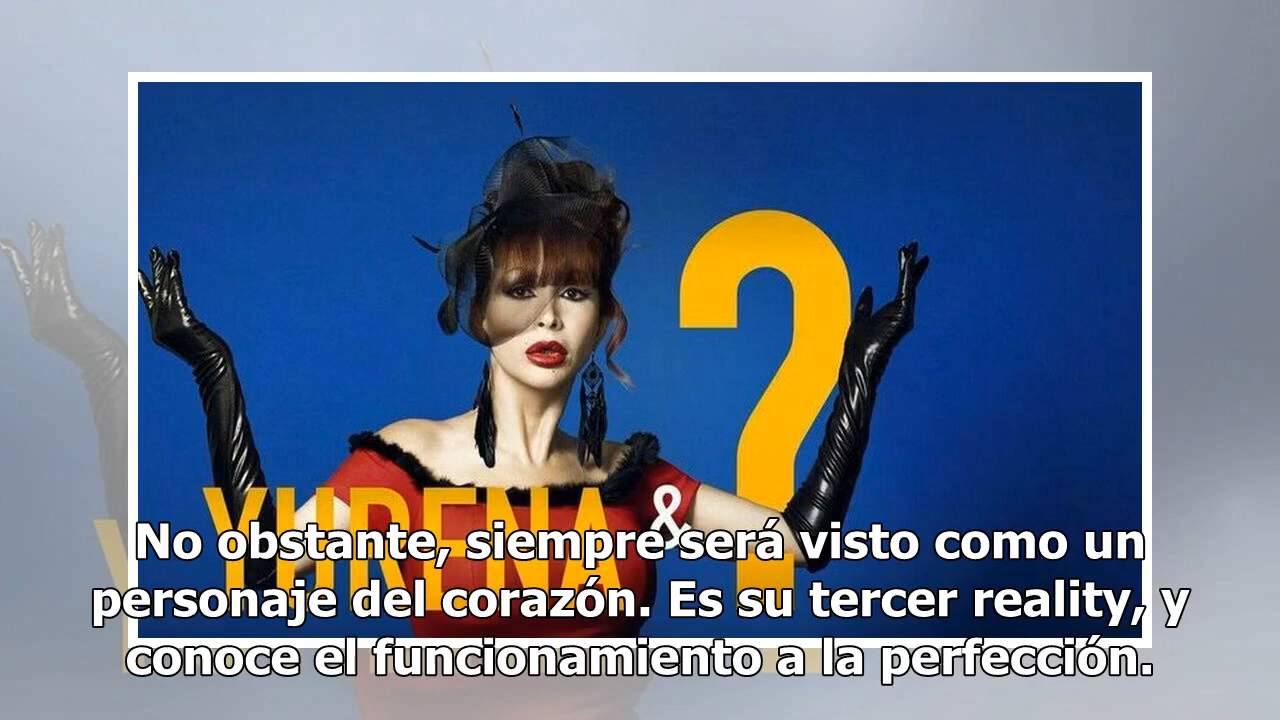 ?
YURENA &
No obstante, siempre será visto como un
personaje del corazón. Es su tercer reality, y
conoce el funcionamiento a la perfección.